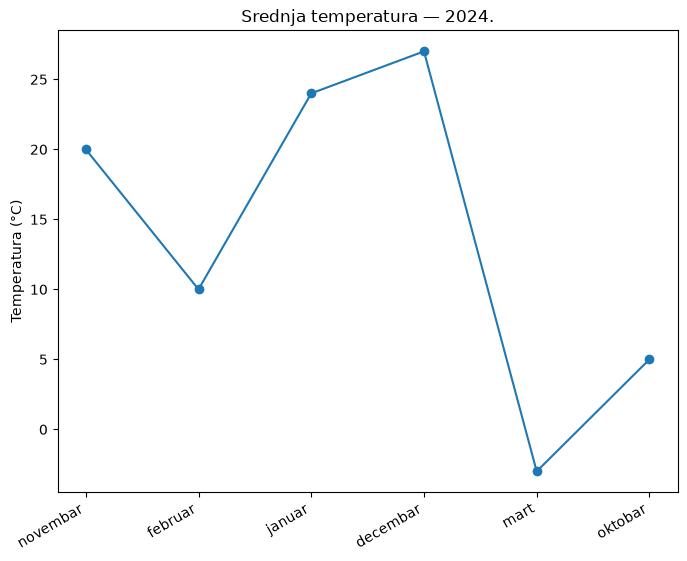 Srednja temperatura — 2024.
Temperatura (°C)
25
20
15
10
5
0
novembar
februar
januar
decembar
mart
oktobar